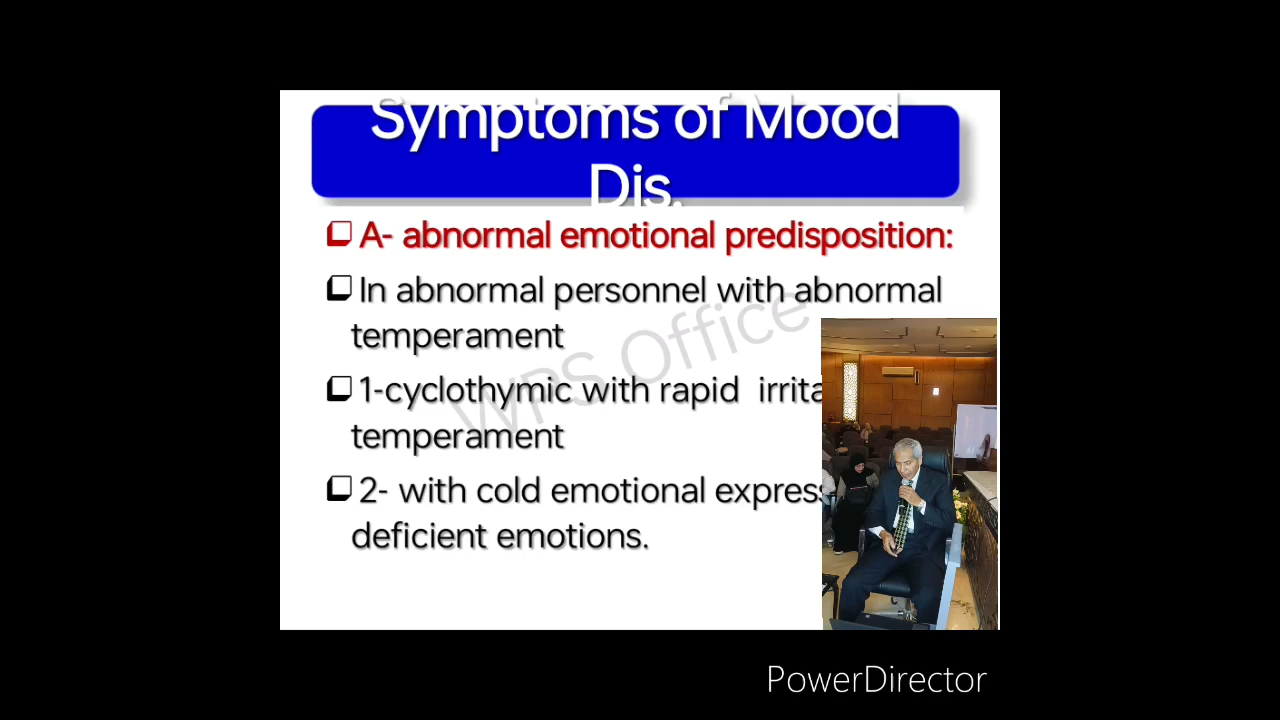 Symptoms of Mood
Dis.
A- abnormal emotional predisposition:
In abnormal personnel with abnormal
temperament
1-cyclothymic with rapid
temperament
2- with cold emotional
deficient emotions.
WPS Office
PowerDirector